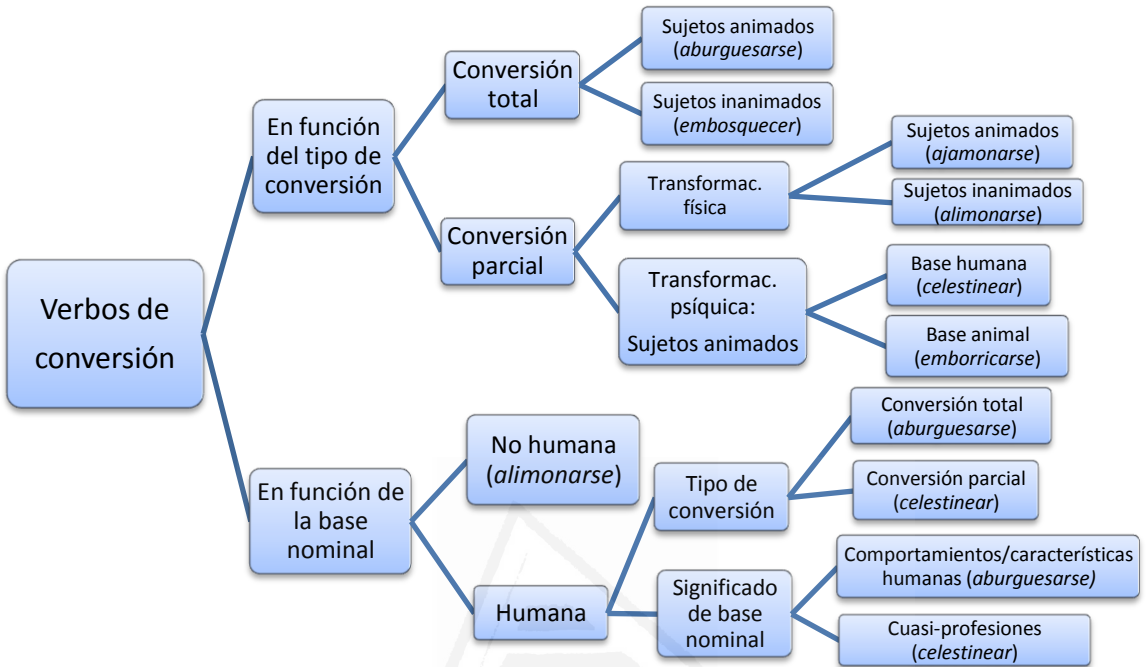 Verbos de
conversión
En función
del tipo de
conversión
Conversión
total
Sujetos animados
(aburguesarse)
Sujetos inanimados
(embosquecer)
Conversión
parcial
Transformac.
física
Sujetos animados
(ajamonarse)
Sujetos inanimados
(alimonarse)
Transformac.
psíquica:
Sujetos animados
Base humana
(celestinear)
Base animal
(emborricarse)
En función de
la base
nominal
No humana
(alimonarse)
Humana
Tipo de
conversión
Conversión total
(aburguesarse)
Conversión parcial
(celestinear)
Significado
de base
nominal
Comportamientos/características
humanas (aburguesarse)
Cuasi-profesiones
(celestinear)